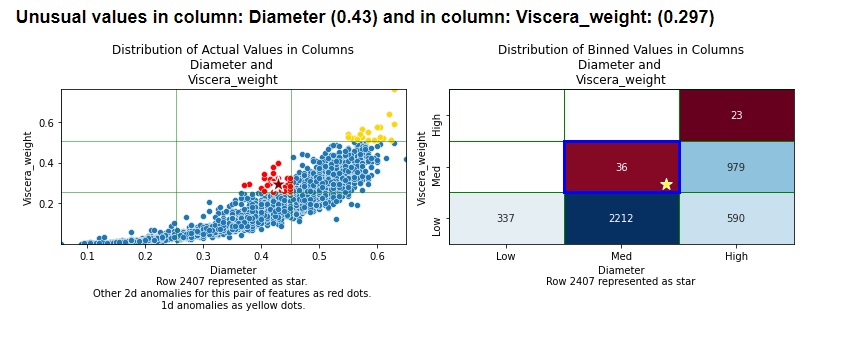 Unusual values in column: Diameter (0.43) and in column: Viscera_weight: (0.297)
Distribution of Actual Values in Columns
Diameter and
Viscera_weight
Viscera_weight
0.6
0.4
0.2
0.1 0.2 0.3 0.4 0.5 0.6
Diameter
Row 2407 represented as star.
Other 2d anomalies for this pair of features as red dots.
1d anomalies as yellow dots.
Distribution of Binned Values in Columns
Diameter and
Viscera_weight
Viscera_weight
High
Med
Low
23
36 979
337 2212 590
Low Med High
Diameter
Row 2407 represented as star